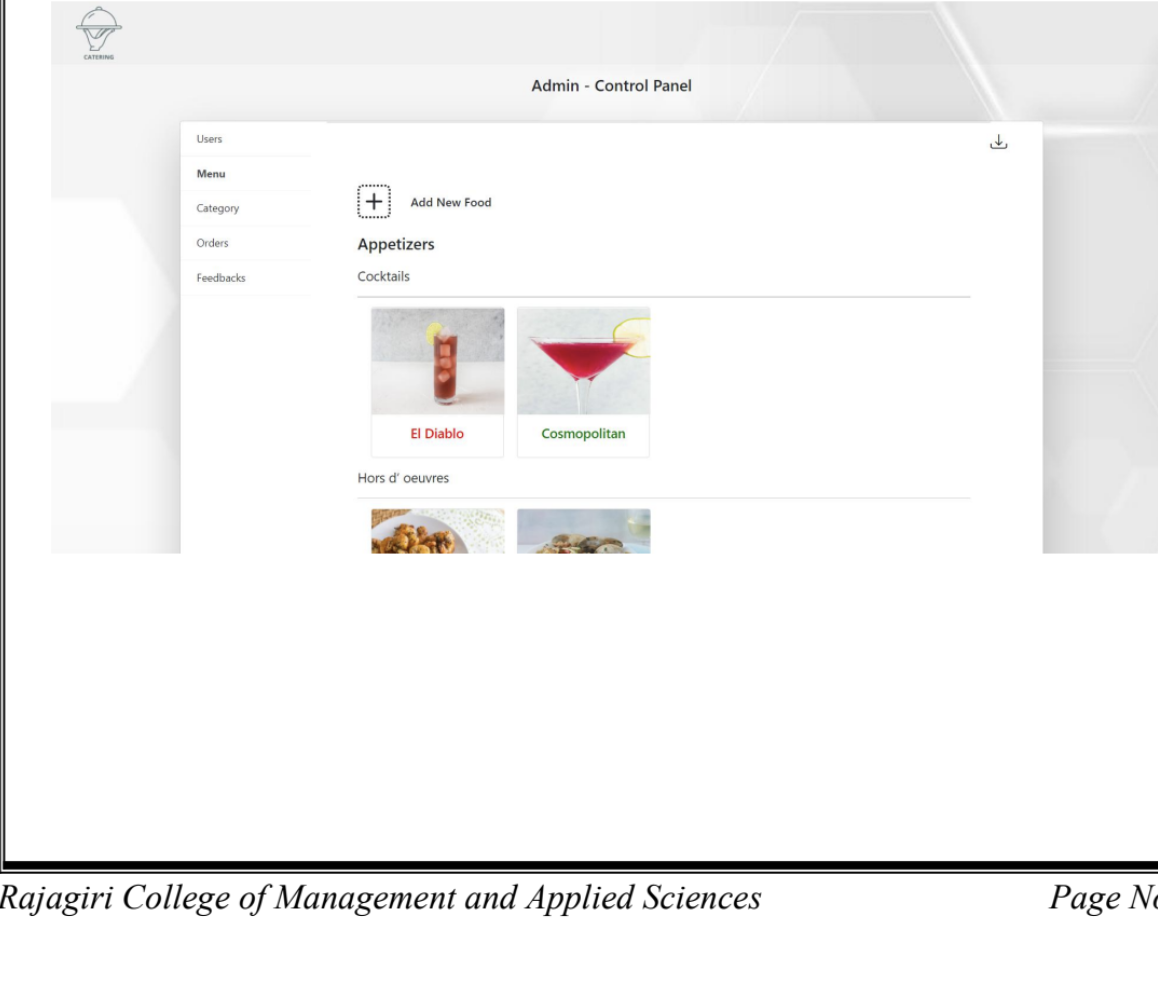 CATERING
Admin - Control Panel
Users
Menu
Category
Orders
Feedbacks
Add New Food
Appetizers
Cocktails
El Diablo
Cosmopolitan
Hors d' oeuvres
Rajagiri College of Management and Applied Sciences
Page